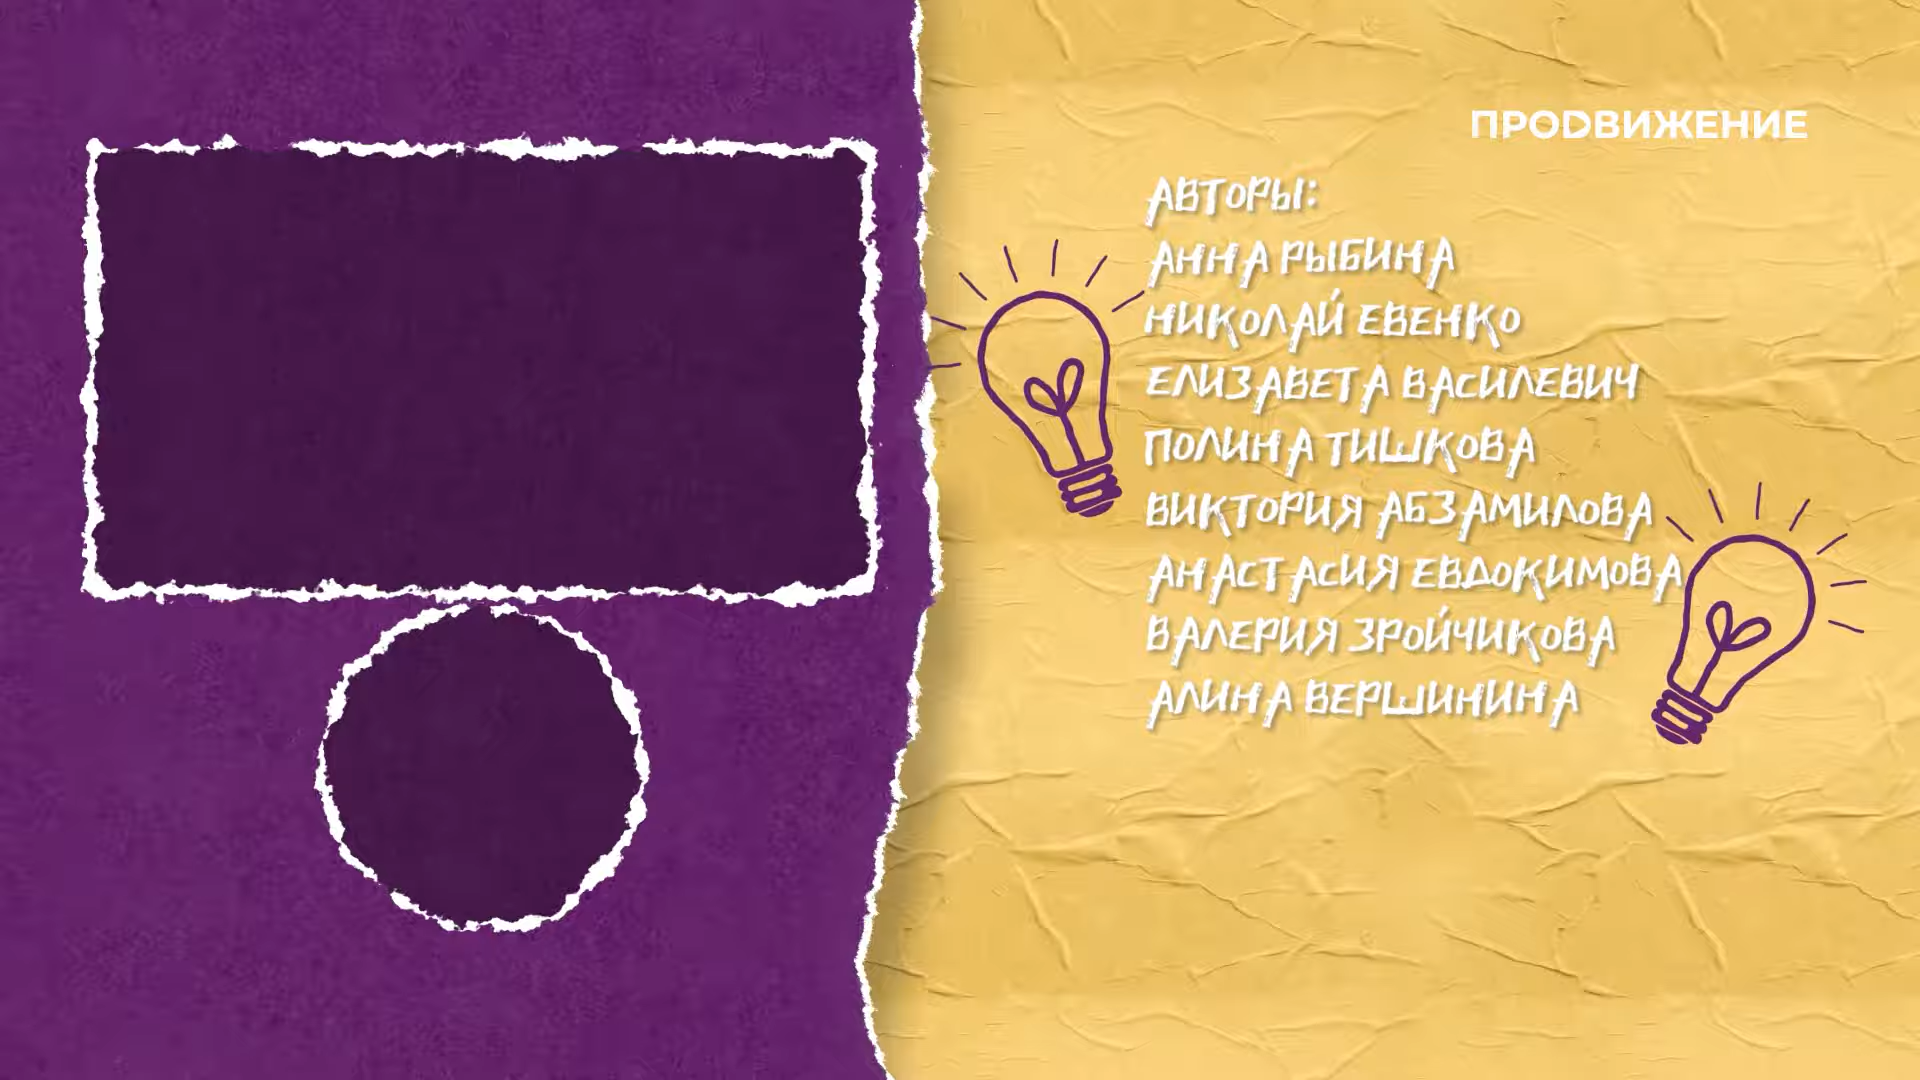 ПРОДВИЖЕНИЕ
АВТОРЫ:
АННА РЫБИНА
НИКОЛАЙ ЕВЕНКО
ЕЛИЗАВЕТА ВАСИЛЕВИЧ
ПОЛИНА ТИШКОВА
ВИКТОРИЯ АБЗАМИЛОВА
АНАСТАСИЯ ЕВДОКИМОВА
ВАЛЕРИЯ ЗРОЙЧИКОВА
АЛИНА ВЕРШИНИНА